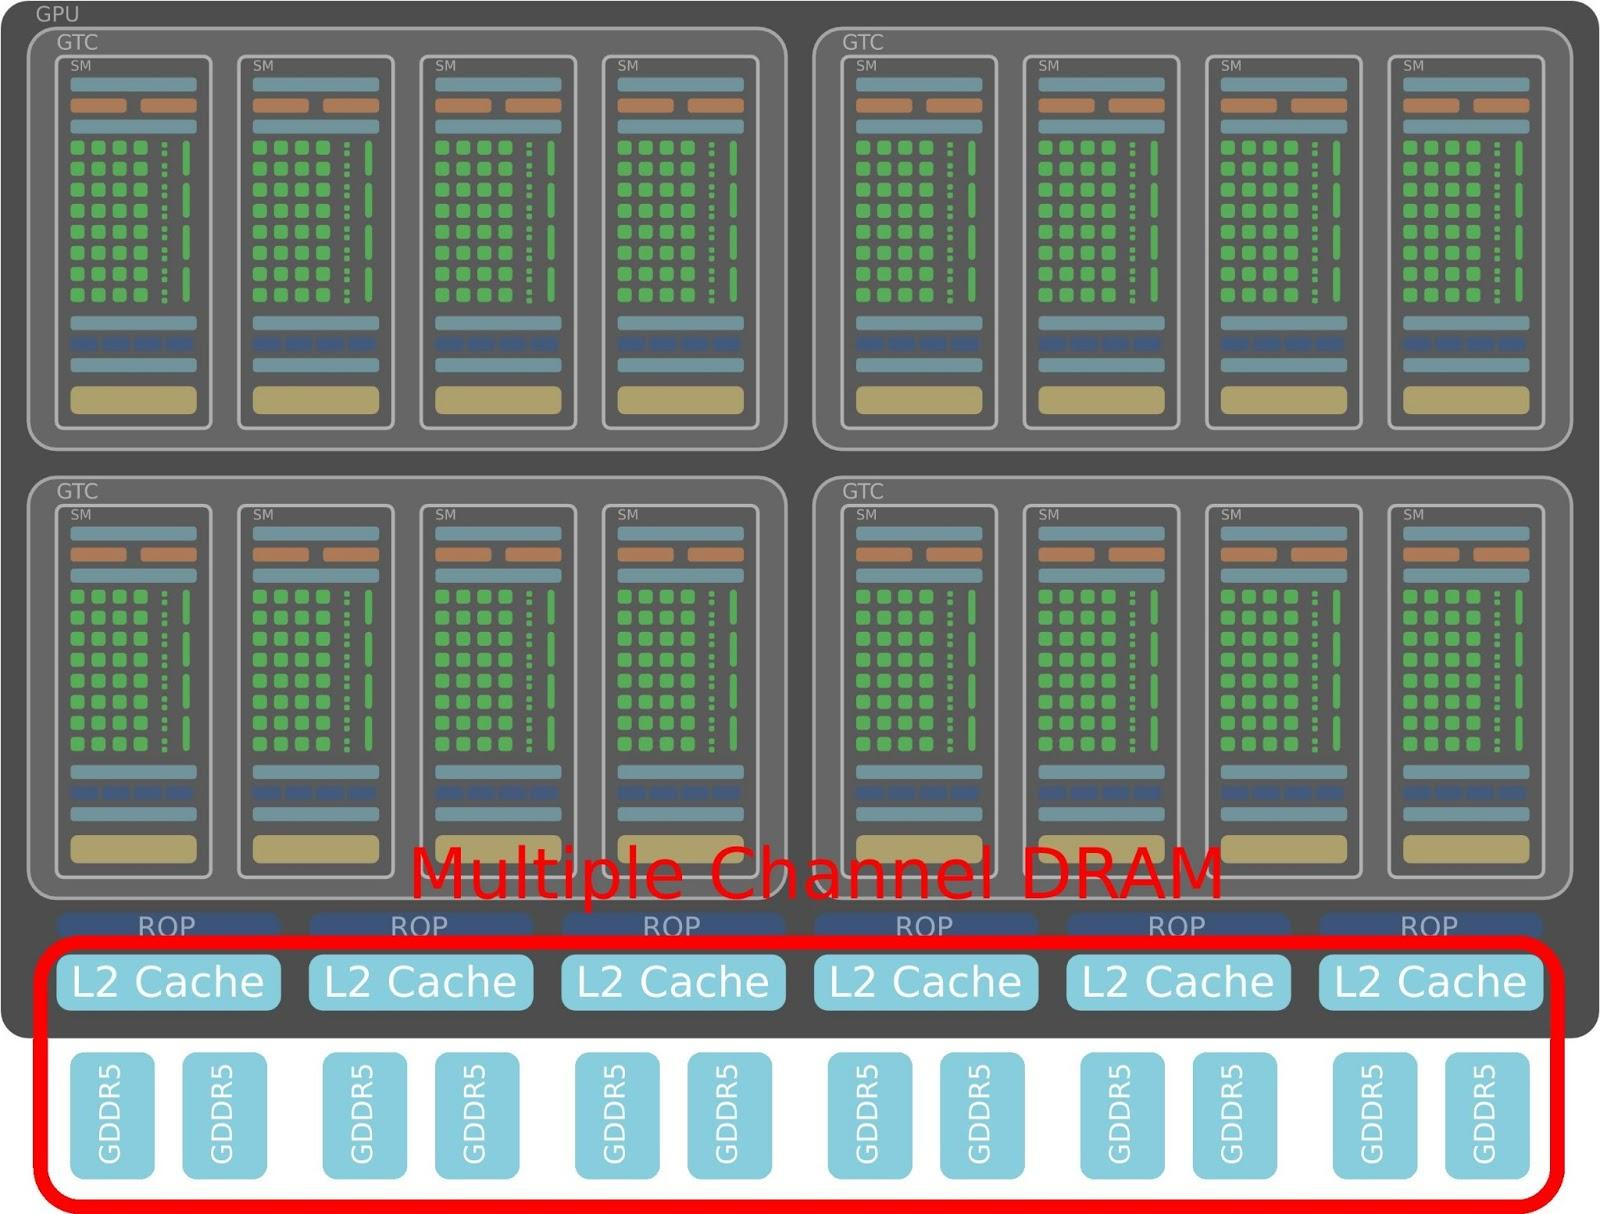 GPU
GTC GTC
SM SM SM SM SM SM SM SM
GTC GTC
SM SM SM SM SM SM SM SM
Multiple Channel DRAM
ROP ROP ROP ROP ROP ROP
L2 Cache L2 Cache L2 Cache L2 Cache L2 Cache L2 Cache
GDDR5 GDDR5 GDDR5 GDDR5 GDDR5 GDDR5 GDDR5 GDDR5 GDDR5 GDDR5 GDDR5 GDDR5